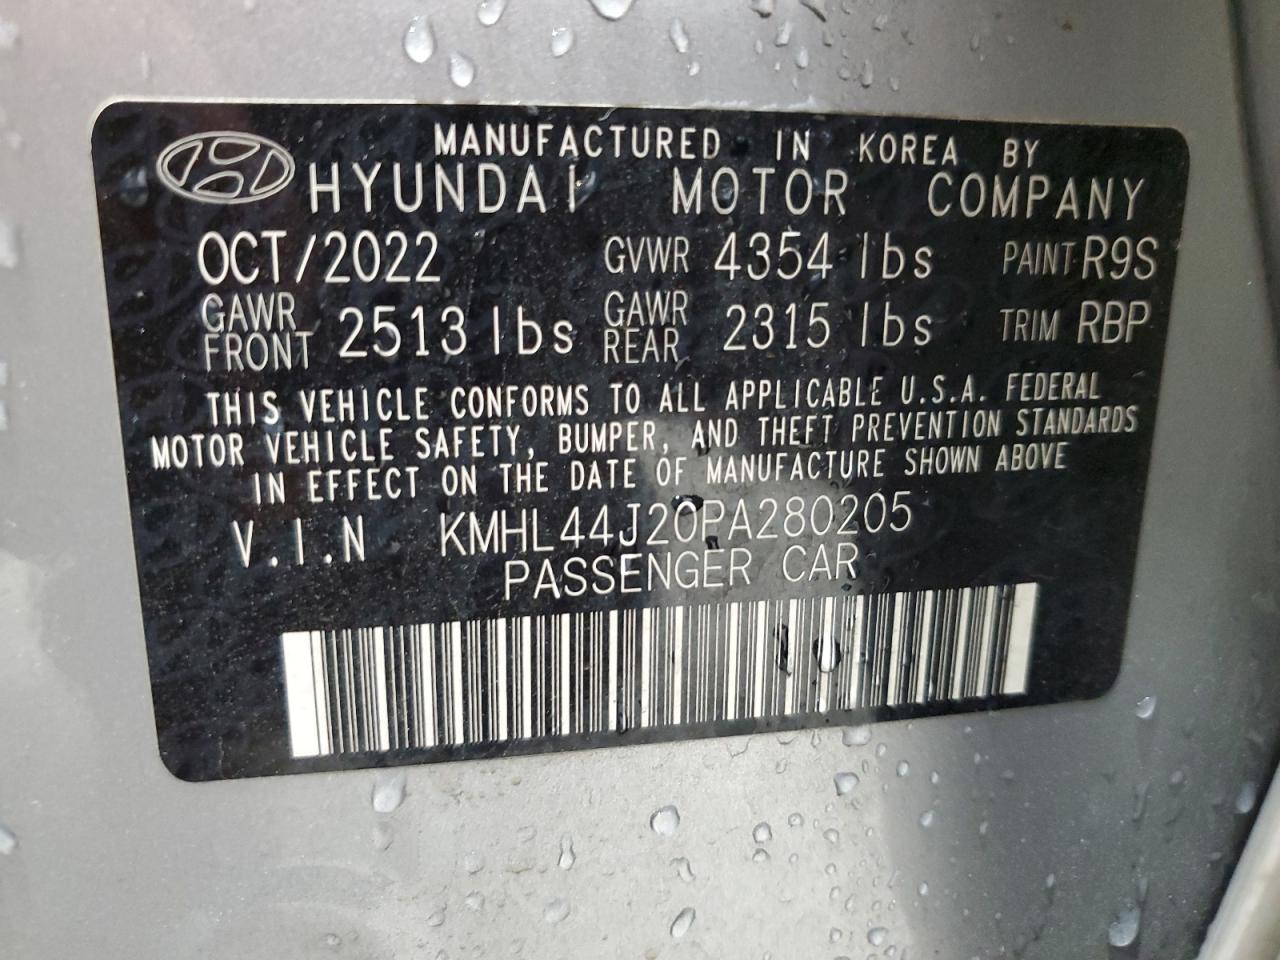 MANUFACTURED IN KOREA BY
HYUNDAI MOTOR COMPANY
OCT/2022 GVWR 4354 lbs PAINT R9S
GAWR FRONT 2513 lbs GAWR REAR 2315 lbs TRIM RBP
THIS VEHICLE CONFORMS TO ALL APPLICABLE U.S.A. FEDERAL
MOTOR VEHICLE SAFETY, BUMPER, AND THEFT PREVENTION STANDARDS
IN EFFECT ON THE DATE OF MANUFACTURE SHOWN ABOVE
V.I.N KMHL44J20PA280205
PASSENGER CAR